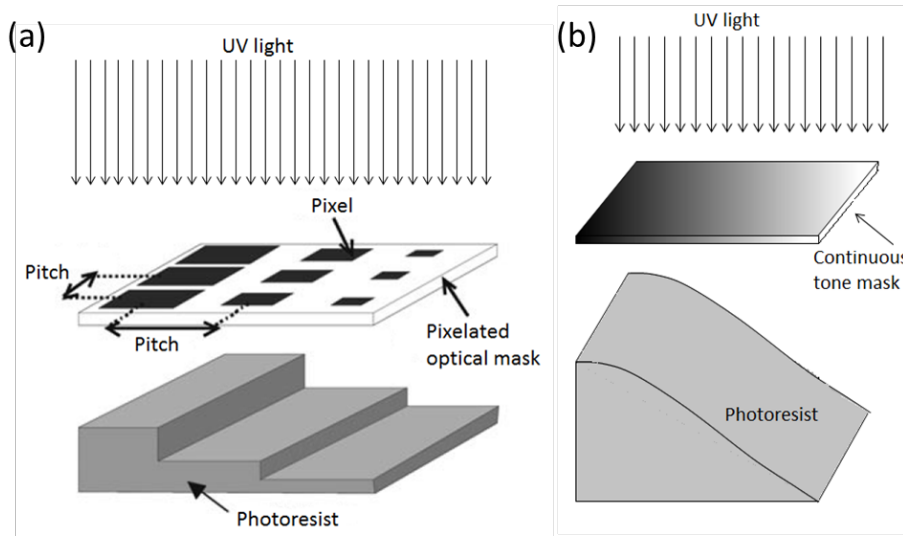 (a)
UV light
Pixel
Pitch
Pitch
Pixelated
optical mask
Photoresist
(b)
UV light
Continuous
tone mask
Photoresist